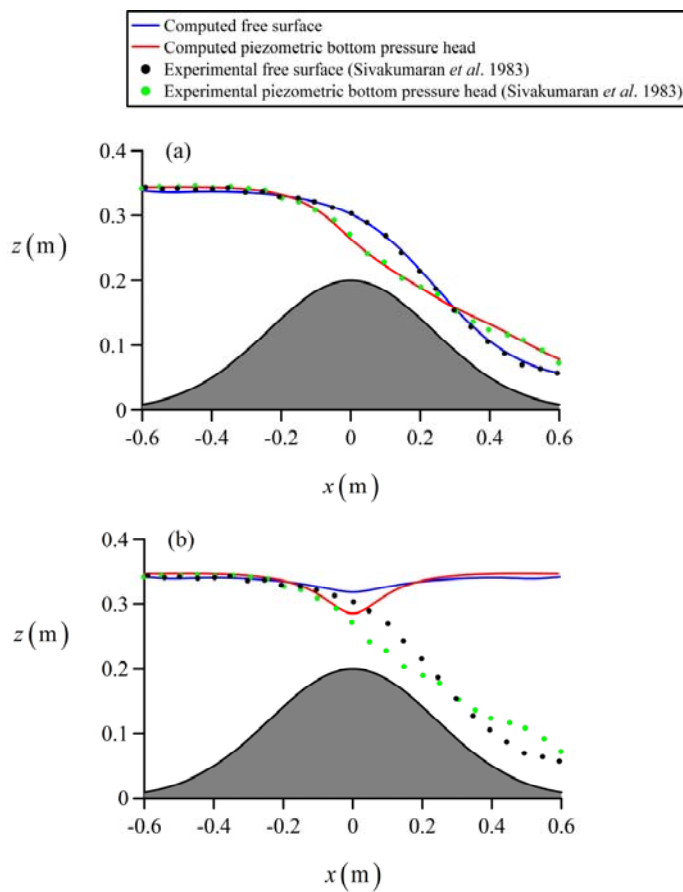 Computed free surface
Computed piezometric bottom pressure head
Experimental free surface (Sivakumaran et al. 1983)
Experimental piezometric bottom pressure head (Sivakumaran et al. 1983)
(a)
0.4
0.3
z (m)
0.2
0.1
0
-0.6 -0.4 -0.2 0 0.2 0.4 0.6
x (m)
(b)
0.4
0.3
z (m)
0.2
0.1
0
-0.6 -0.4 -0.2 0 0.2 0.4 0.6
x (m)